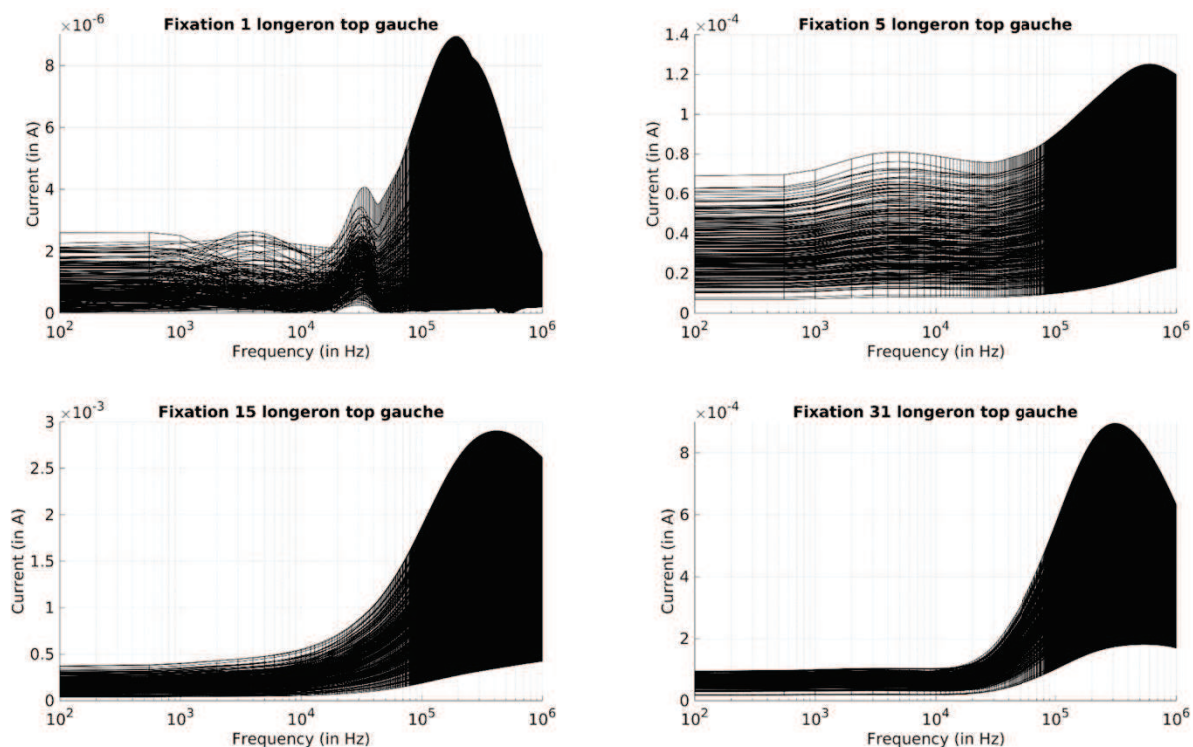 Fixation 1 longeron top gauche
×10⁻⁶
8
6
4
2
0
Current (in A)
10² 10³ 10⁴ 10⁵ 10⁶
Frequency (in Hz)
Fixation 5 longeron top gauche
×10⁻⁴
1.4
1.2
1
0.8
0.6
0.4
0.2
0
Current (in A)
10² 10³ 10⁴ 10⁵ 10⁶
Frequency (in Hz)
Fixation 15 longeron top gauche
×10⁻³
3
2.5
2
1.5
1
0.5
0
Current (in A)
10² 10³ 10⁴ 10⁵ 10⁶
Frequency (in Hz)
Fixation 31 longeron top gauche
×10⁻⁴
8
6
4
2
0
Current (in A)
10² 10³ 10⁴ 10⁵ 10⁶
Frequency (in Hz)